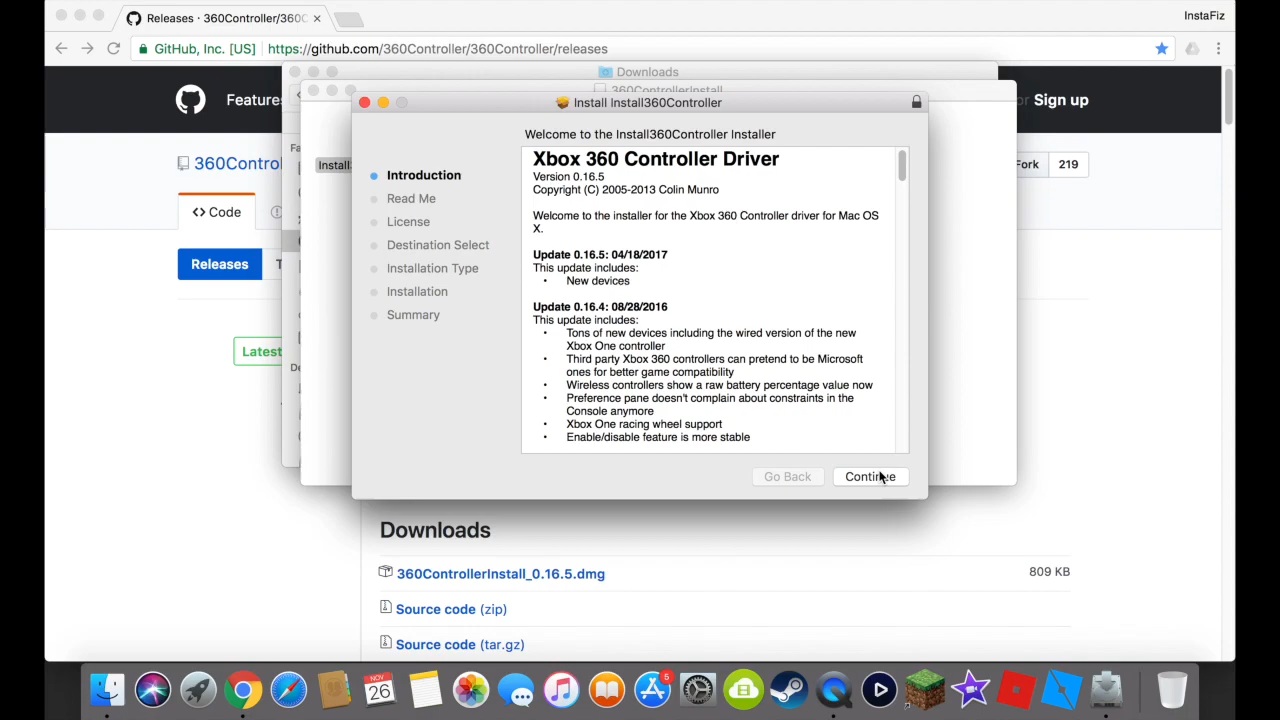 Releases · 360Controller/360C
InstaFiz
GitHub, Inc. [US]
https://github.com/360Controller/360Controller/releases
Downloads
360ControllerInstall
Install Install360Controller
Features
or Sign up
Welcome to the Install360Controller Installer
360Control
Install
Fork
219
Code
Releases
Latest
Introduction
Read Me
License
Destination Select
Installation Type
Installation
Summary
Xbox 360 Controller Driver
Version 0.16.5
Copyright (C) 2005-2013 Colin Munro
Welcome to the installer for the Xbox 360 Controller driver for Mac OS
X.
Update 0.16.5: 04/18/2017
This update includes:
• New devices
Update 0.16.4: 08/28/2016
This update includes:
• Tons of new devices including the wired version of the new
Xbox One controller
• Third party Xbox 360 controllers can pretend to be Microsoft
ones for better game compatibility
• Wireless controllers show a raw battery percentage value now
• Preference pane doesn't complain about constraints in the
Console anymore
• Xbox One racing wheel support
• Enable/disable feature is more stable
Go Back
Continue
Downloads
360ControllerInstall_0.16.5.dmg
809 KB
Source code (zip)
Source code (tar.gz)
NOV
26
5